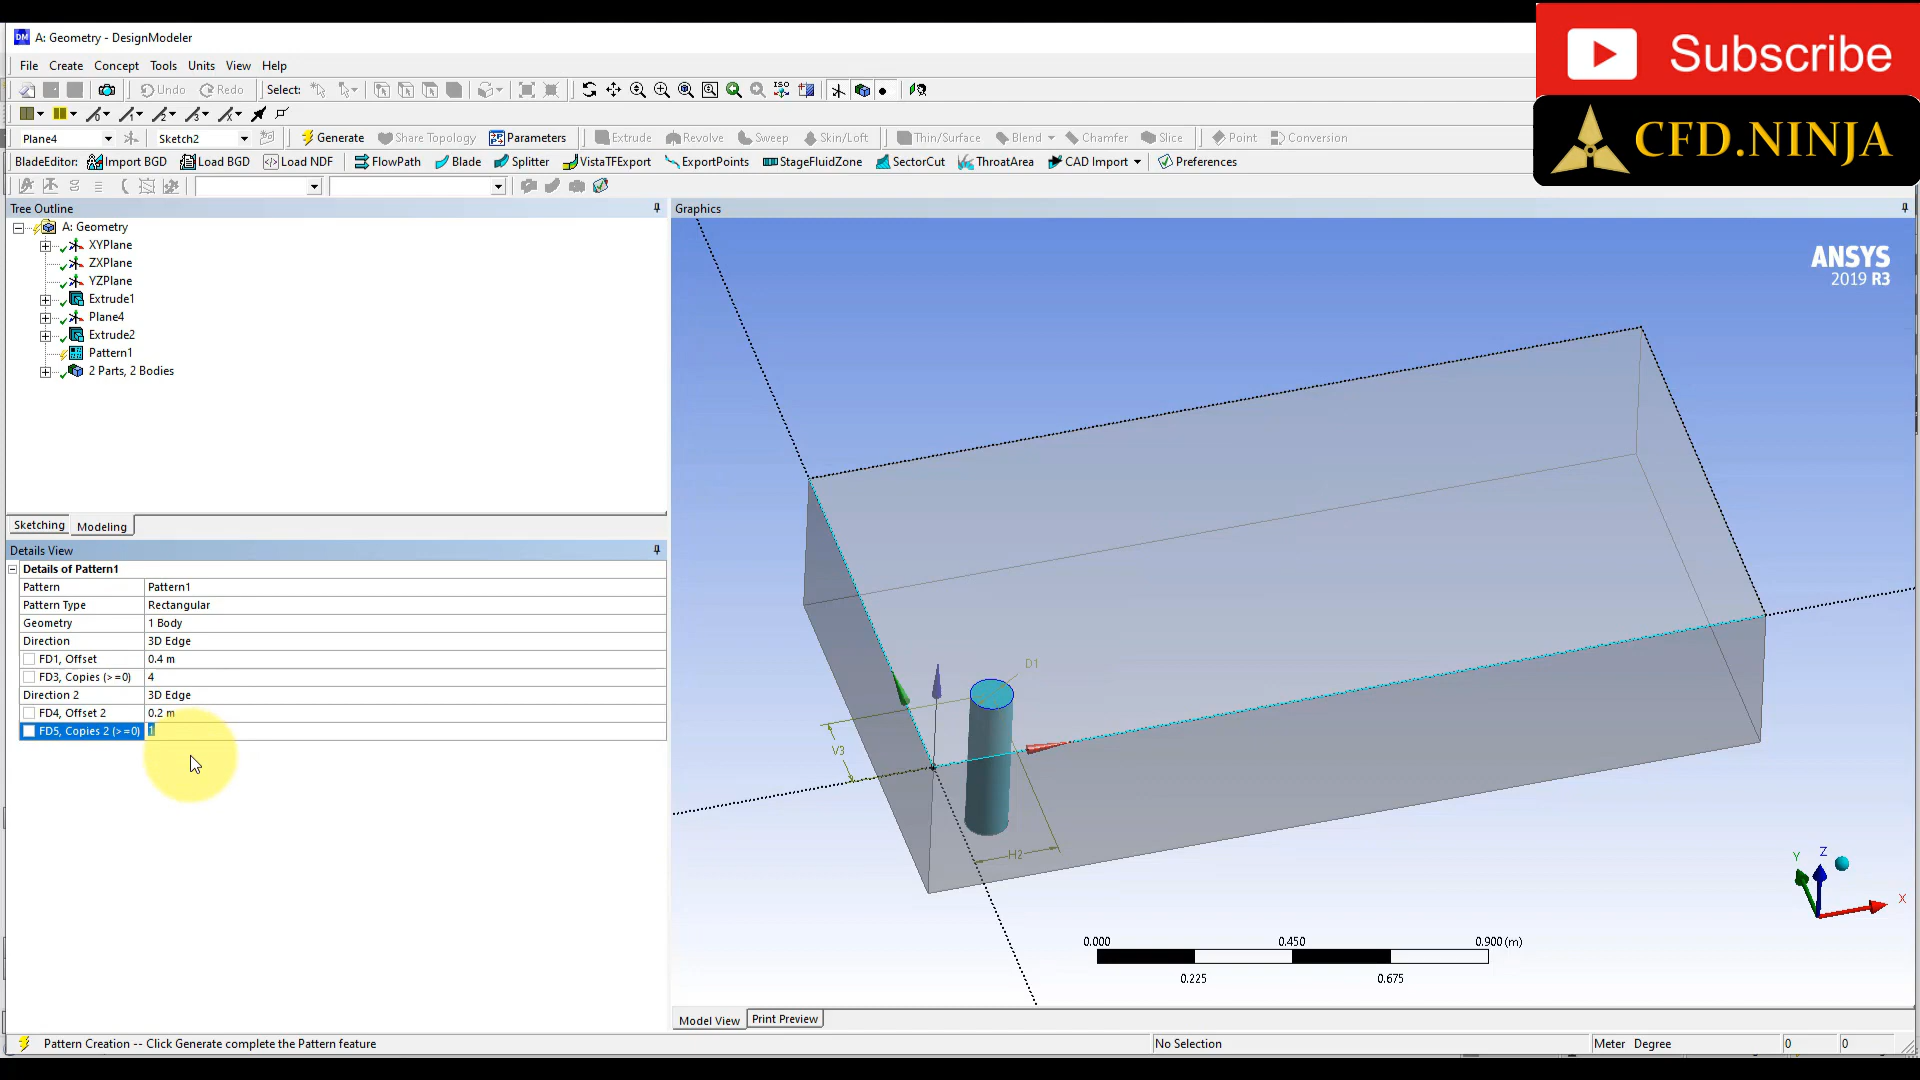 Subscribe
CFD.NINJA
DM A: Geometry - DesignModeler
File Create Concept Tools Units View Help
Undo Redo Select: ISO
Plane4 Sketch2 Generate Share Topology Parameters Extrude Revolve Sweep Skin/Loft Thin/Surface Blend Chamfer Slice Point Conversion
BladeEditor: Import BGD Load BGD Load NDF FlowPath Blade Splitter VistaTFExport ExportPoints StageFluidZone SectorCut ThroatArea CAD Import Preferences
Tree Outline
A: Geometry
XYPlane
ZXPlane
YZPlane
Extrude1
Plane4
Extrude2
Pattern1
2 Parts, 2 Bodies
Sketching Modeling
Details View
Details of Pattern1
Pattern Pattern1
Pattern Type Rectangular
Geometry 1 Body
Direction 3D Edge
FD1, Offset 0.4 m
FD3, Copies (>=0) 4
Direction 2 3D Edge
FD4, Offset 2 0.2 m
FD5, Copies 2 (>=0) 1
Graphics
ANSYS
2019 R3
D1
V3
H2
Y Z
X
0.000 0.450 0.900 (m)
0.225 0.675
Model View Print Preview
Pattern Creation -- Click Generate complete the Pattern feature No Selection Meter Degree 0 0